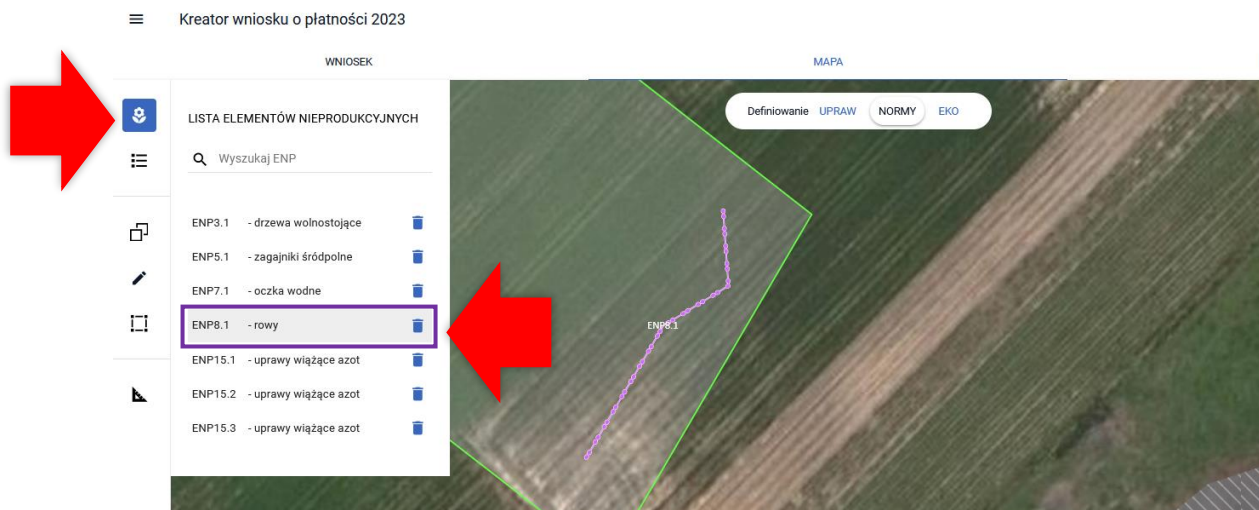 Kreator wniosku o płatności 2023
WNIOSEK
MAPA
LISTA ELEMENTÓW NIEPRODUKCYJNYCH
Wyszukaj ENP
ENP3.1 - drzewa wolnostojące
ENP5.1 - zagajniki śródpolne
ENP7.1 - oczka wodne
ENP8.1 - rowy
ENP15.1 - uprawy wiążące azot
ENP15.2 - uprawy wiążące azot
ENP15.3 - uprawy wiążące azot
Definiowanie UPRAW NORMY EKO
ENP8.1